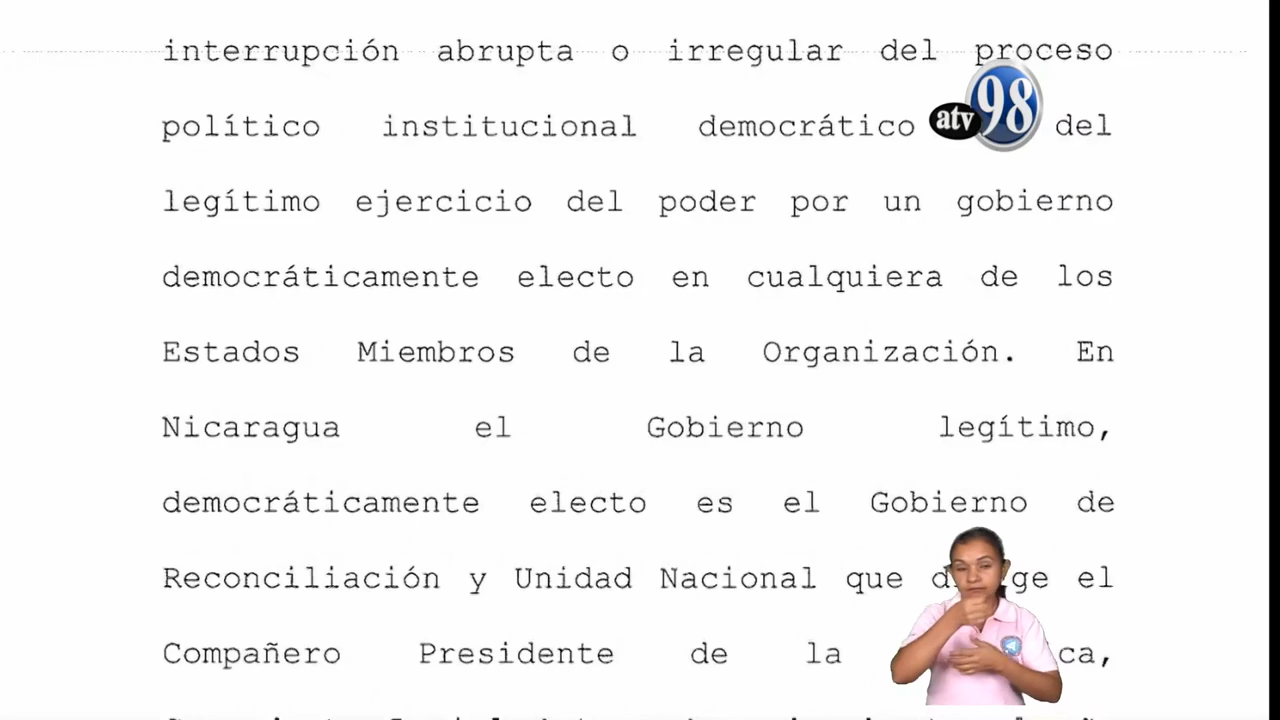 interrupción abrupta o irregular del proceso
político institucional democrático del
atv 98
legítimo ejercicio del poder por un gobierno
democráticamente electo en cualquiera de los
Estados Miembros de la Organización. En
Nicaragua el Gobierno legítimo,
democráticamente electo es el Gobierno de
Reconciliación y Unidad Nacional que el
Compañero Presidente de la